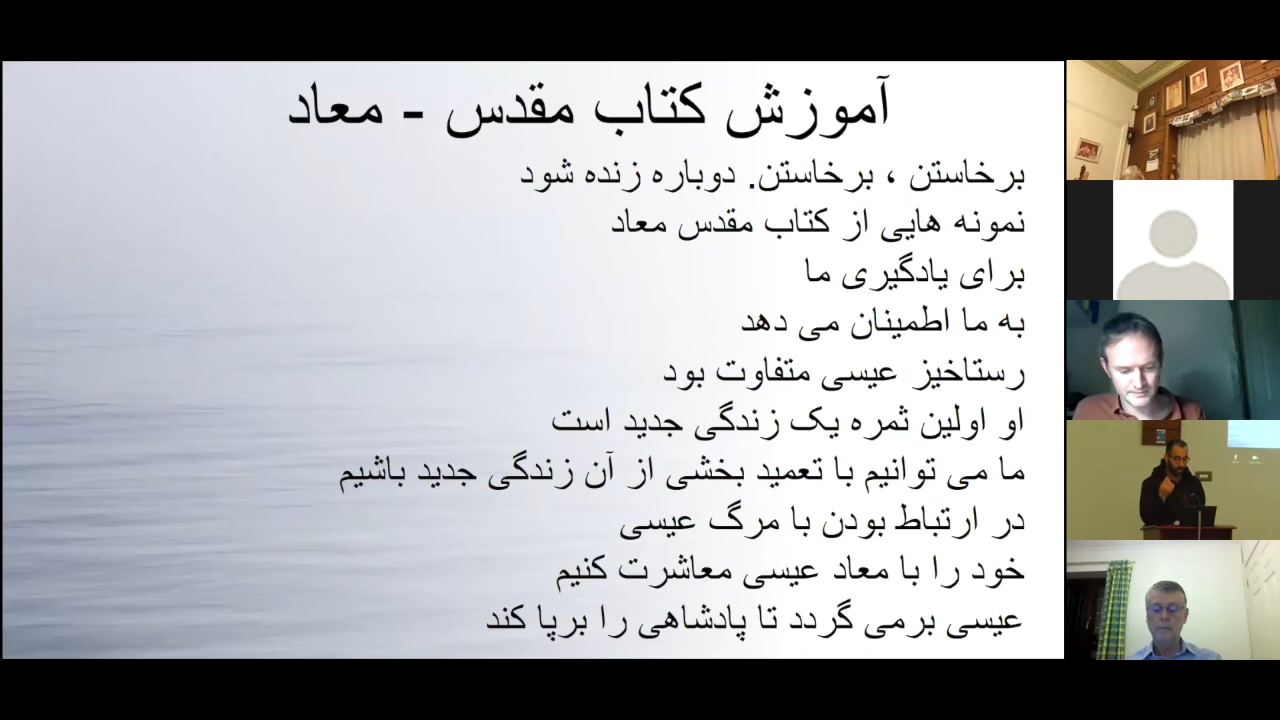 آموزش کتاب مقدس - معاد
برخاستن ، برخاستن. دوباره زنده شود
نمونه هایی از کتاب مقدس معاد
برای یادگیری ما
به ما اطمینان می دهد
رستاخیز عیسی متفاوت بود
او اولین ثمره یک زندگی جدید است
ما می توانیم با تعمید بخشی از آن زندگی جدید باشیم
در ارتباط بودن با مرگ عیسی
خود را با معاد عیسی معاشرت کنیم
عیسی برمی گردد تا پادشاهی را برپا کند